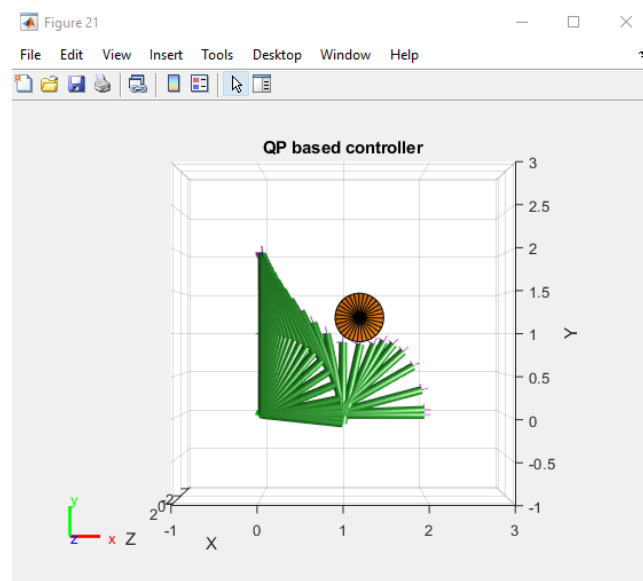 Figure 21
File Edit View Insert Tools Desktop Window Help
QP based controller
3
2.5
2
1.5
1
0.5
0
-0.5
-1
Y
-1 0 1 2 3
X
Z
y
z x